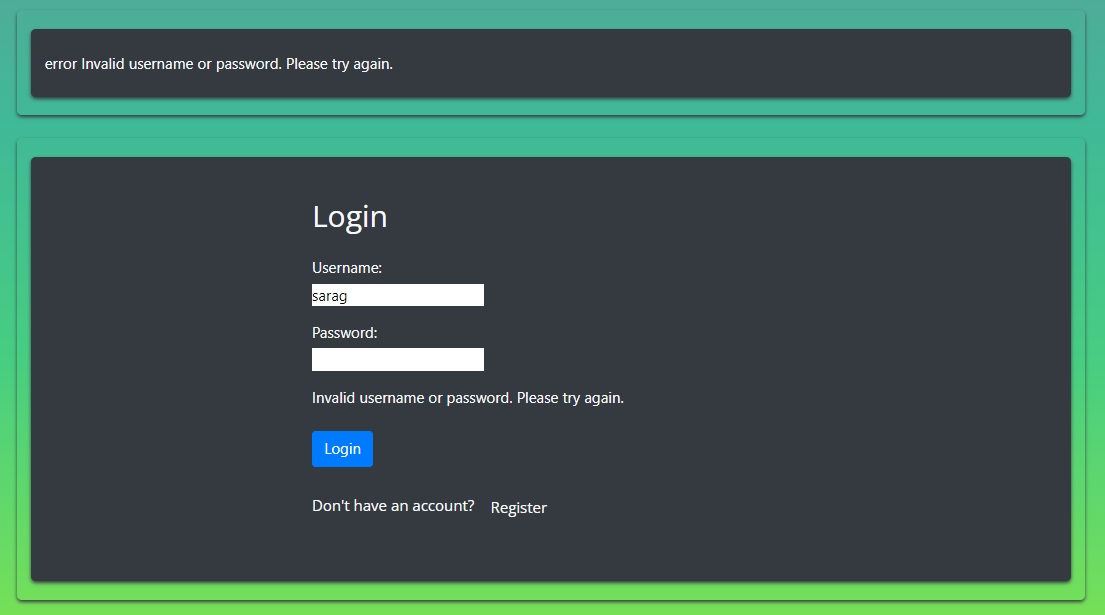 error Invalid username or password. Please try again.
Login
Username:
sarag
Password:
Invalid username or password. Please try again.
Login
Don't have an account? Register